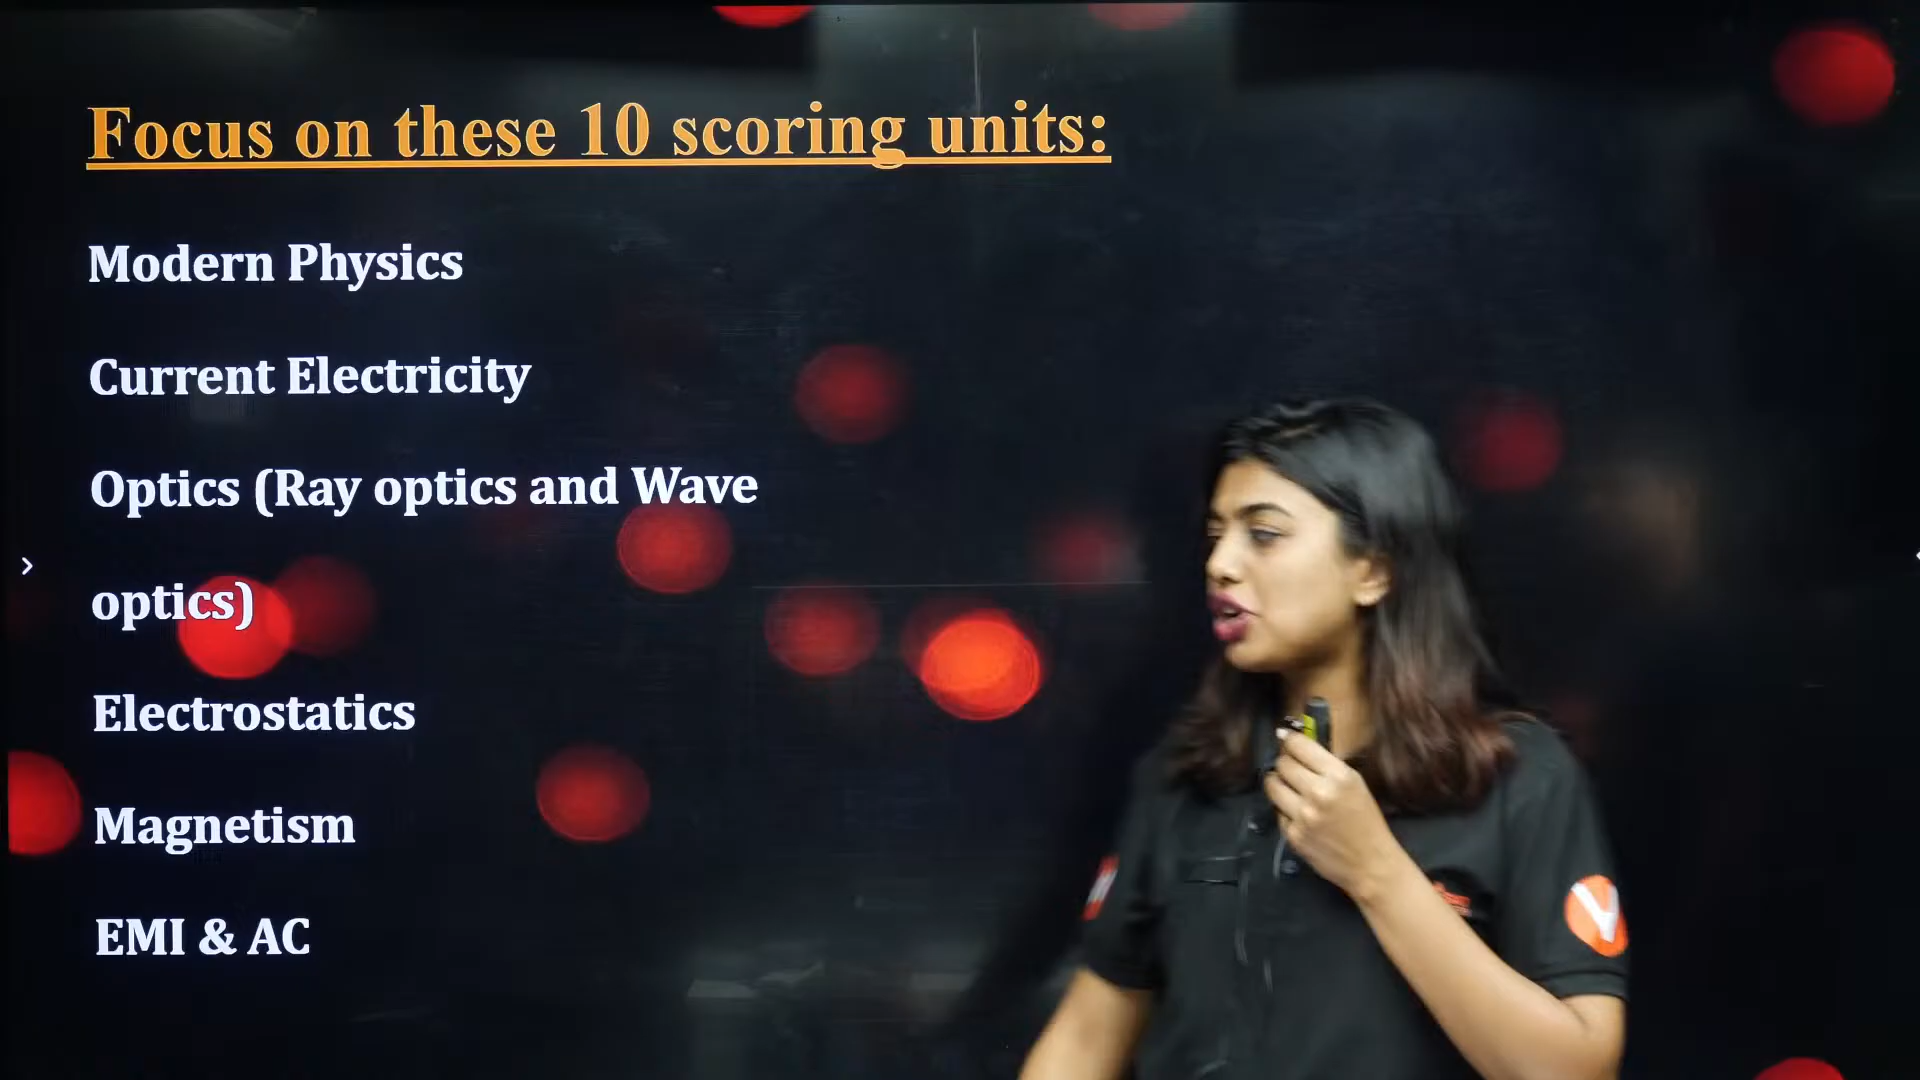 Focus on these 10 scoring units:
Modern Physics
Current Electricity
Optics (Ray optics and Wave
optics)
Electrostatics
Magnetism
EMI & AC